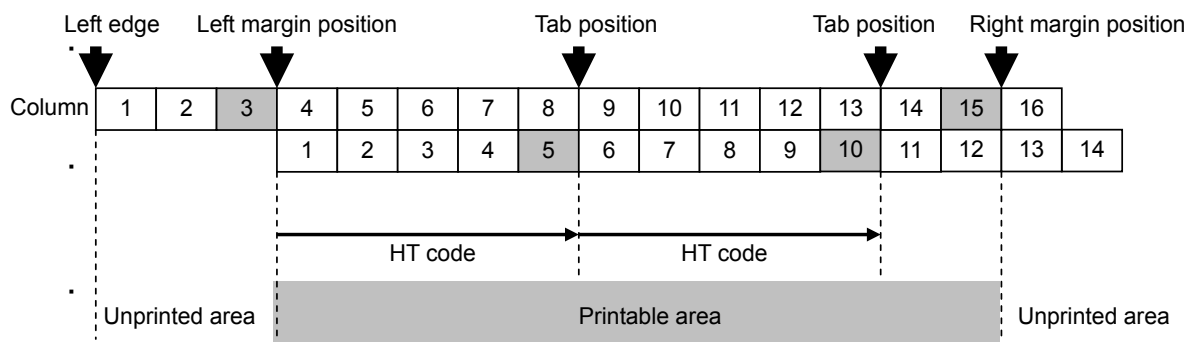 Left edge Left margin position Tab position Tab position Right margin position
Column 1 2 3 4 5 6 7 8 9 10 11 12 13 14 15 16
1 2 3 4 5 6 7 8 9 10 11 12 13 14
HT code HT code
Unprinted area Printable area Unprinted area